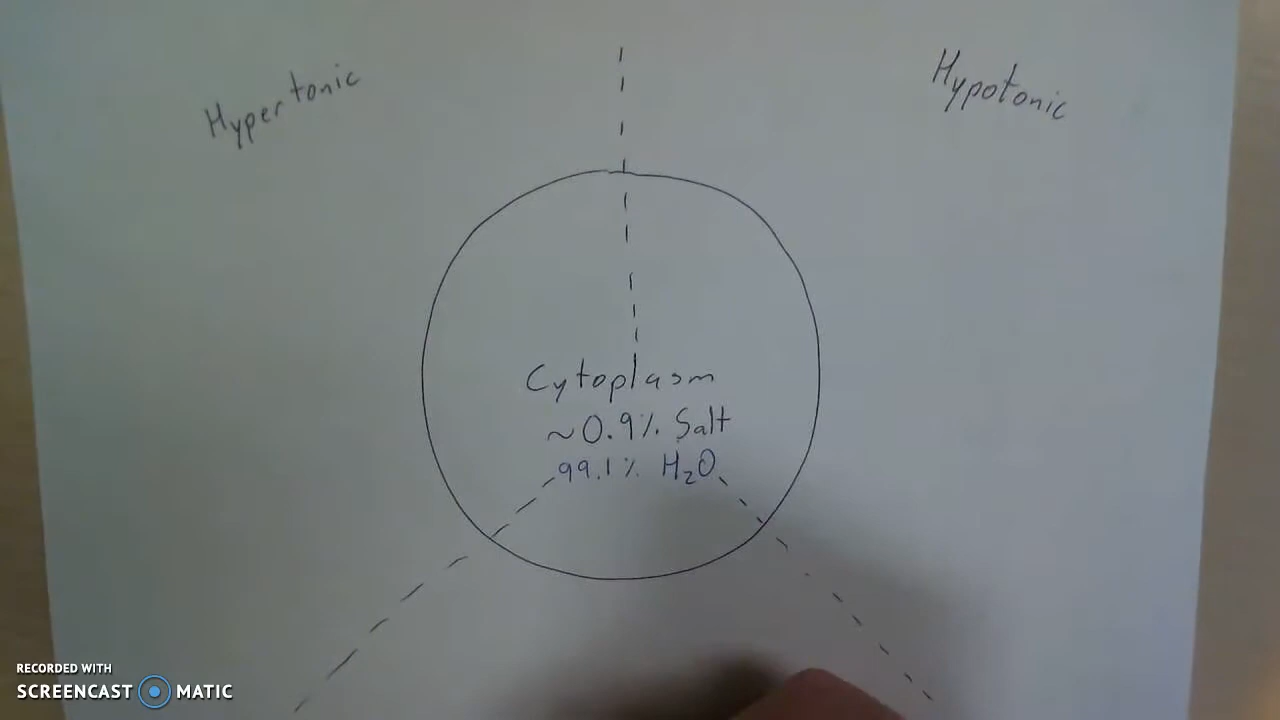 Hypertonic
Hypotonic
Cytoplasm
~0.9% Salt
99.1% H₂O
RECORDED WITH
SCREENCAST MATIC